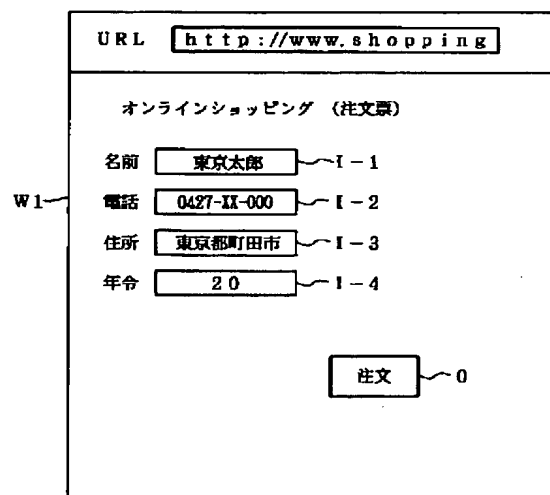 URL http://www.shopping
オンラインショッピング (注文票)
名前 東京太郎 I-1
W1 電話 0427-XX-000 I-2
住所 東京都町田市 I-3
年令 20 I-4
注文 O